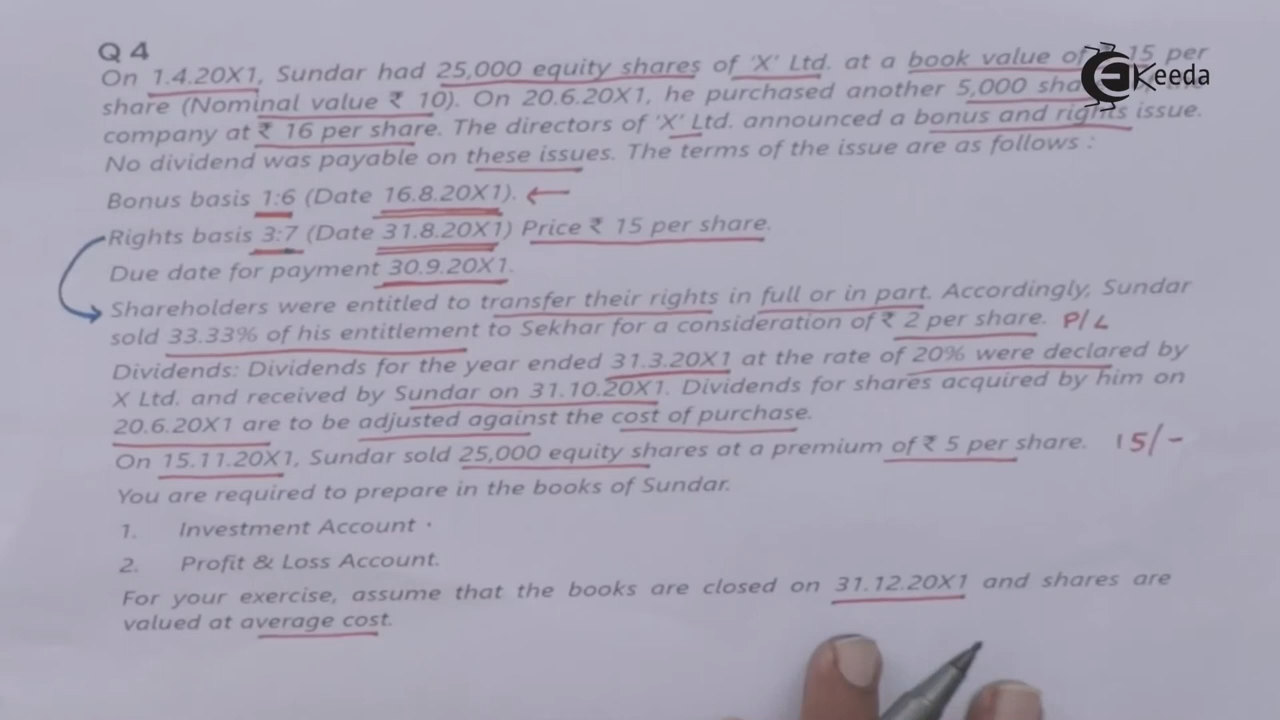 Q 4
On 1.4.20X1, Sundar had 25,000 equity shares of 'X' Ltd. at a book value of 15 per
share (Nominal value ₹ 10). On 20.6.20X1, he purchased another 5,000
company at ₹ 16 per share. The directors of 'X' Ltd. announced a bonus and rights issue.
No dividend was payable on these issues. The terms of the issue are as follows :
Bonus basis 1:6 (Date 16.8.20X1). ←
Rights basis 3:7 (Date 31.8.20X1) Price ₹ 15 per share.
Due date for payment 30.9.20X1.
Shareholders were entitled to transfer their rights in full or in part. Accordingly, Sundar
sold 33.33% of his entitlement to Sekhar for a consideration of ₹ 2 per share. P/L
Dividends: Dividends for the year ended 31.3.20X1 at the rate of 20% were declared by
X Ltd. and received by Sundar on 31.10.20X1. Dividends for shares acquired by him on
20.6.20X1 are to be adjusted against the cost of purchase.
On 15.11.20X1, Sundar sold 25,000 equity shares at a premium of ₹ 5 per share. 15/-
You are required to prepare in the books of Sundar.
1. Investment Account
2. Profit & Loss Account.
For your exercise, assume that the books are closed on 31.12.20X1 and shares are
valued at average cost.
eKeeda